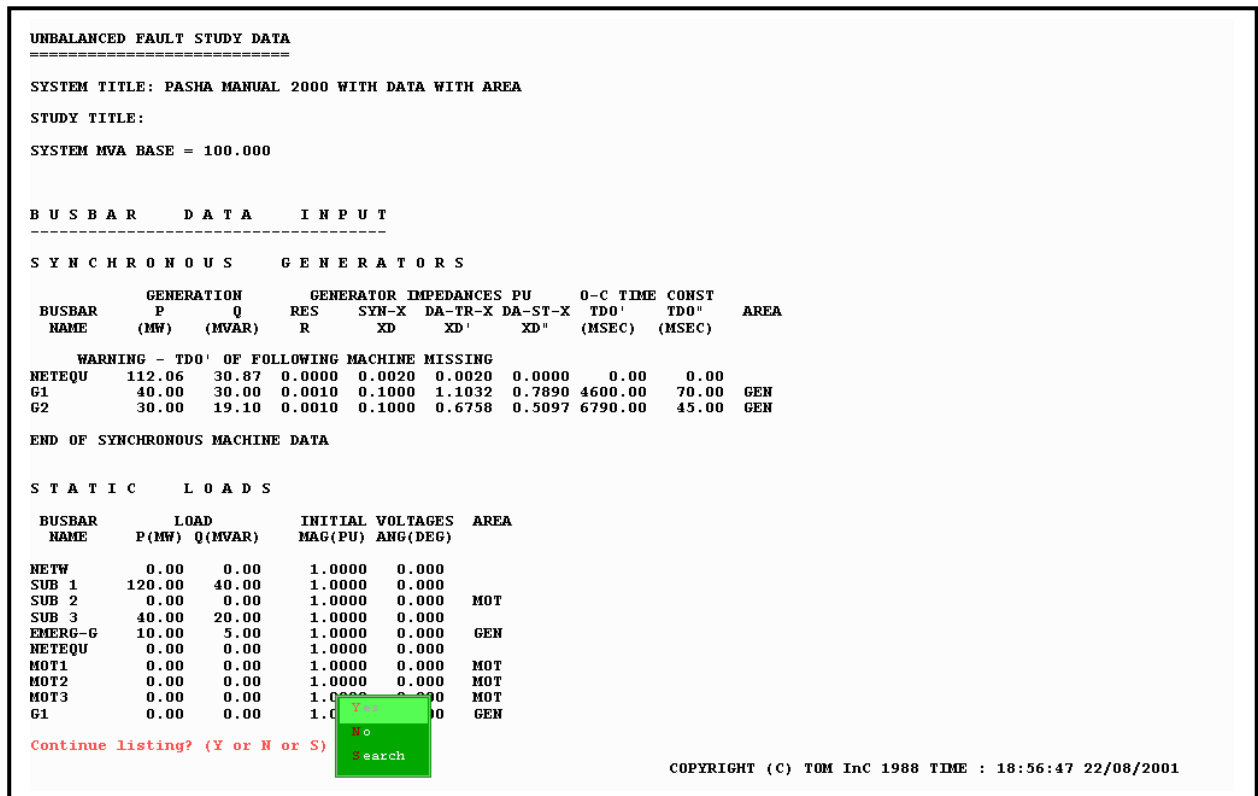 UNBALANCED FAULT STUDY DATA
===========================
SYSTEM TITLE: PASHA MANUAL 2000 WITH DATA WITH AREA
STUDY TITLE:
SYSTEM MVA BASE = 100.000
B U S B A R     D A T A     I N P U T
-------------------------------------
S Y N C H R O N O U S     G E N E R A T O R S
GENERATION     GENERATOR IMPEDANCES PU     O-C TIME CONST
BUSBAR     P     Q     RES     SYN-X     DA-TR-X     DA-ST-X     TDO'     TDO"     AREA
NAME     (MW)     (MVAR)     R     XD     XD'     XD"     (MSEC)     (MSEC)
WARNING - TDO' OF FOLLOWING MACHINE MISSING
NETEQU     112.06     30.87     0.0000     0.0020     0.0020     0.0000     0.00     0.00
G1     40.00     30.00     0.0010     0.1000     1.1032     0.7890     4600.00     70.00     GEN
G2     30.00     19.10     0.0010     0.1000     0.6758     0.5097     6790.00     45.00     GEN
END OF SYNCHRONOUS MACHINE DATA
S T A T I C     L O A D S
BUSBAR     LOAD     INITIAL VOLTAGES     AREA
NAME     P(MW)     Q(MVAR)     MAG(PU)     ANG(DEG)
NETW     0.00     0.00     1.0000     0.000
SUB 1     120.00     40.00     1.0000     0.000
SUB 2     0.00     0.00     1.0000     0.000     MOT
SUB 3     40.00     20.00     1.0000     0.000
EMERG-G     10.00     5.00     1.0000     0.000     GEN
NETEQU     0.00     0.00     1.0000     0.000
MOT1     0.00     0.00     1.0000     0.000     MOT
MOT2     0.00     0.00     1.0000     0.000     MOT
MOT3     0.00     0.00     1.0000     0.000     MOT
G1     0.00     0.00     1.0     0     GEN
Continue listing? (Y or N or S)
Yes
No
Search
COPYRIGHT (C) TOM InC 1988 TIME : 18:56:47 22/08/2001